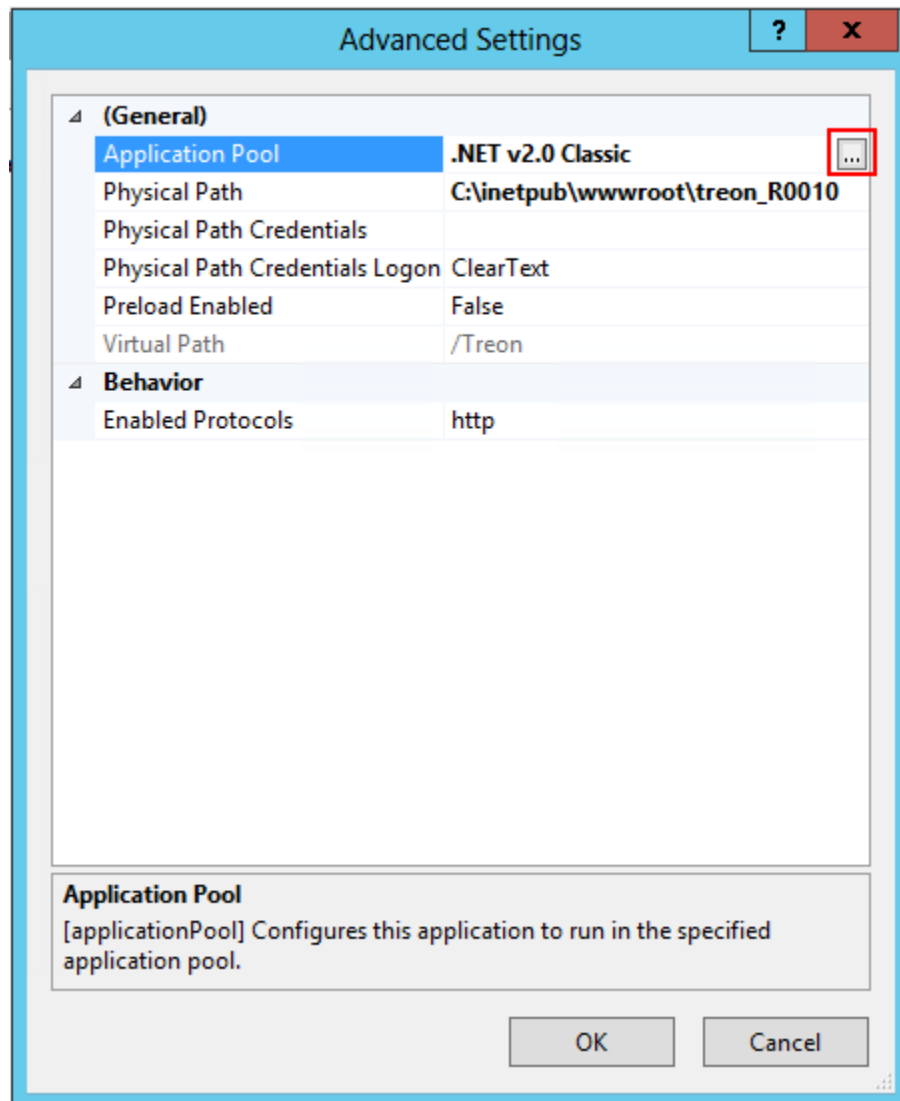 Advanced Settings
?
x
(General)
Application Pool .NET v2.0 Classic ...
Physical Path C:\inetpub\wwwroot\treon_R0010
Physical Path Credentials
Physical Path Credentials Logon ClearText
Preload Enabled False
Virtual Path /Treon
Behavior
Enabled Protocols http
Application Pool
[applicationPool] Configures this application to run in the specified
application pool.
OK
Cancel